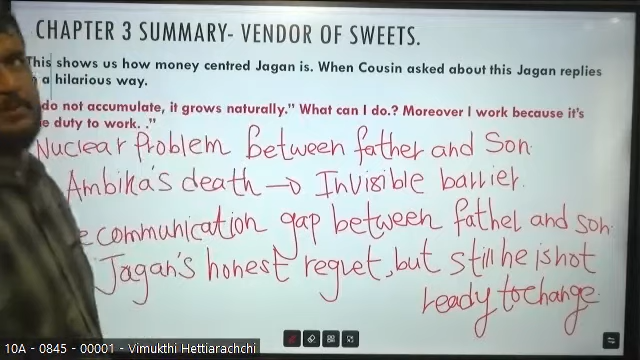 CHAPTER 3 SUMMARY- VENDOR OF SWEETS.
This shows us how money centred Jagan is. When Cousin asked about this Jagan replies
a hilarious way.
do not accumulate, it grows naturally.” What can I do.? Moreover I work because it’s
duty to work. .”
Nuclear Problem between father and Son.
Ambika's death → Invisible barrier.
communication gap between father and son.
Jagan's honest regret, but still he is not
ready to change
10A - 0845 - 00001 - Vimukthi Hettiarachchi